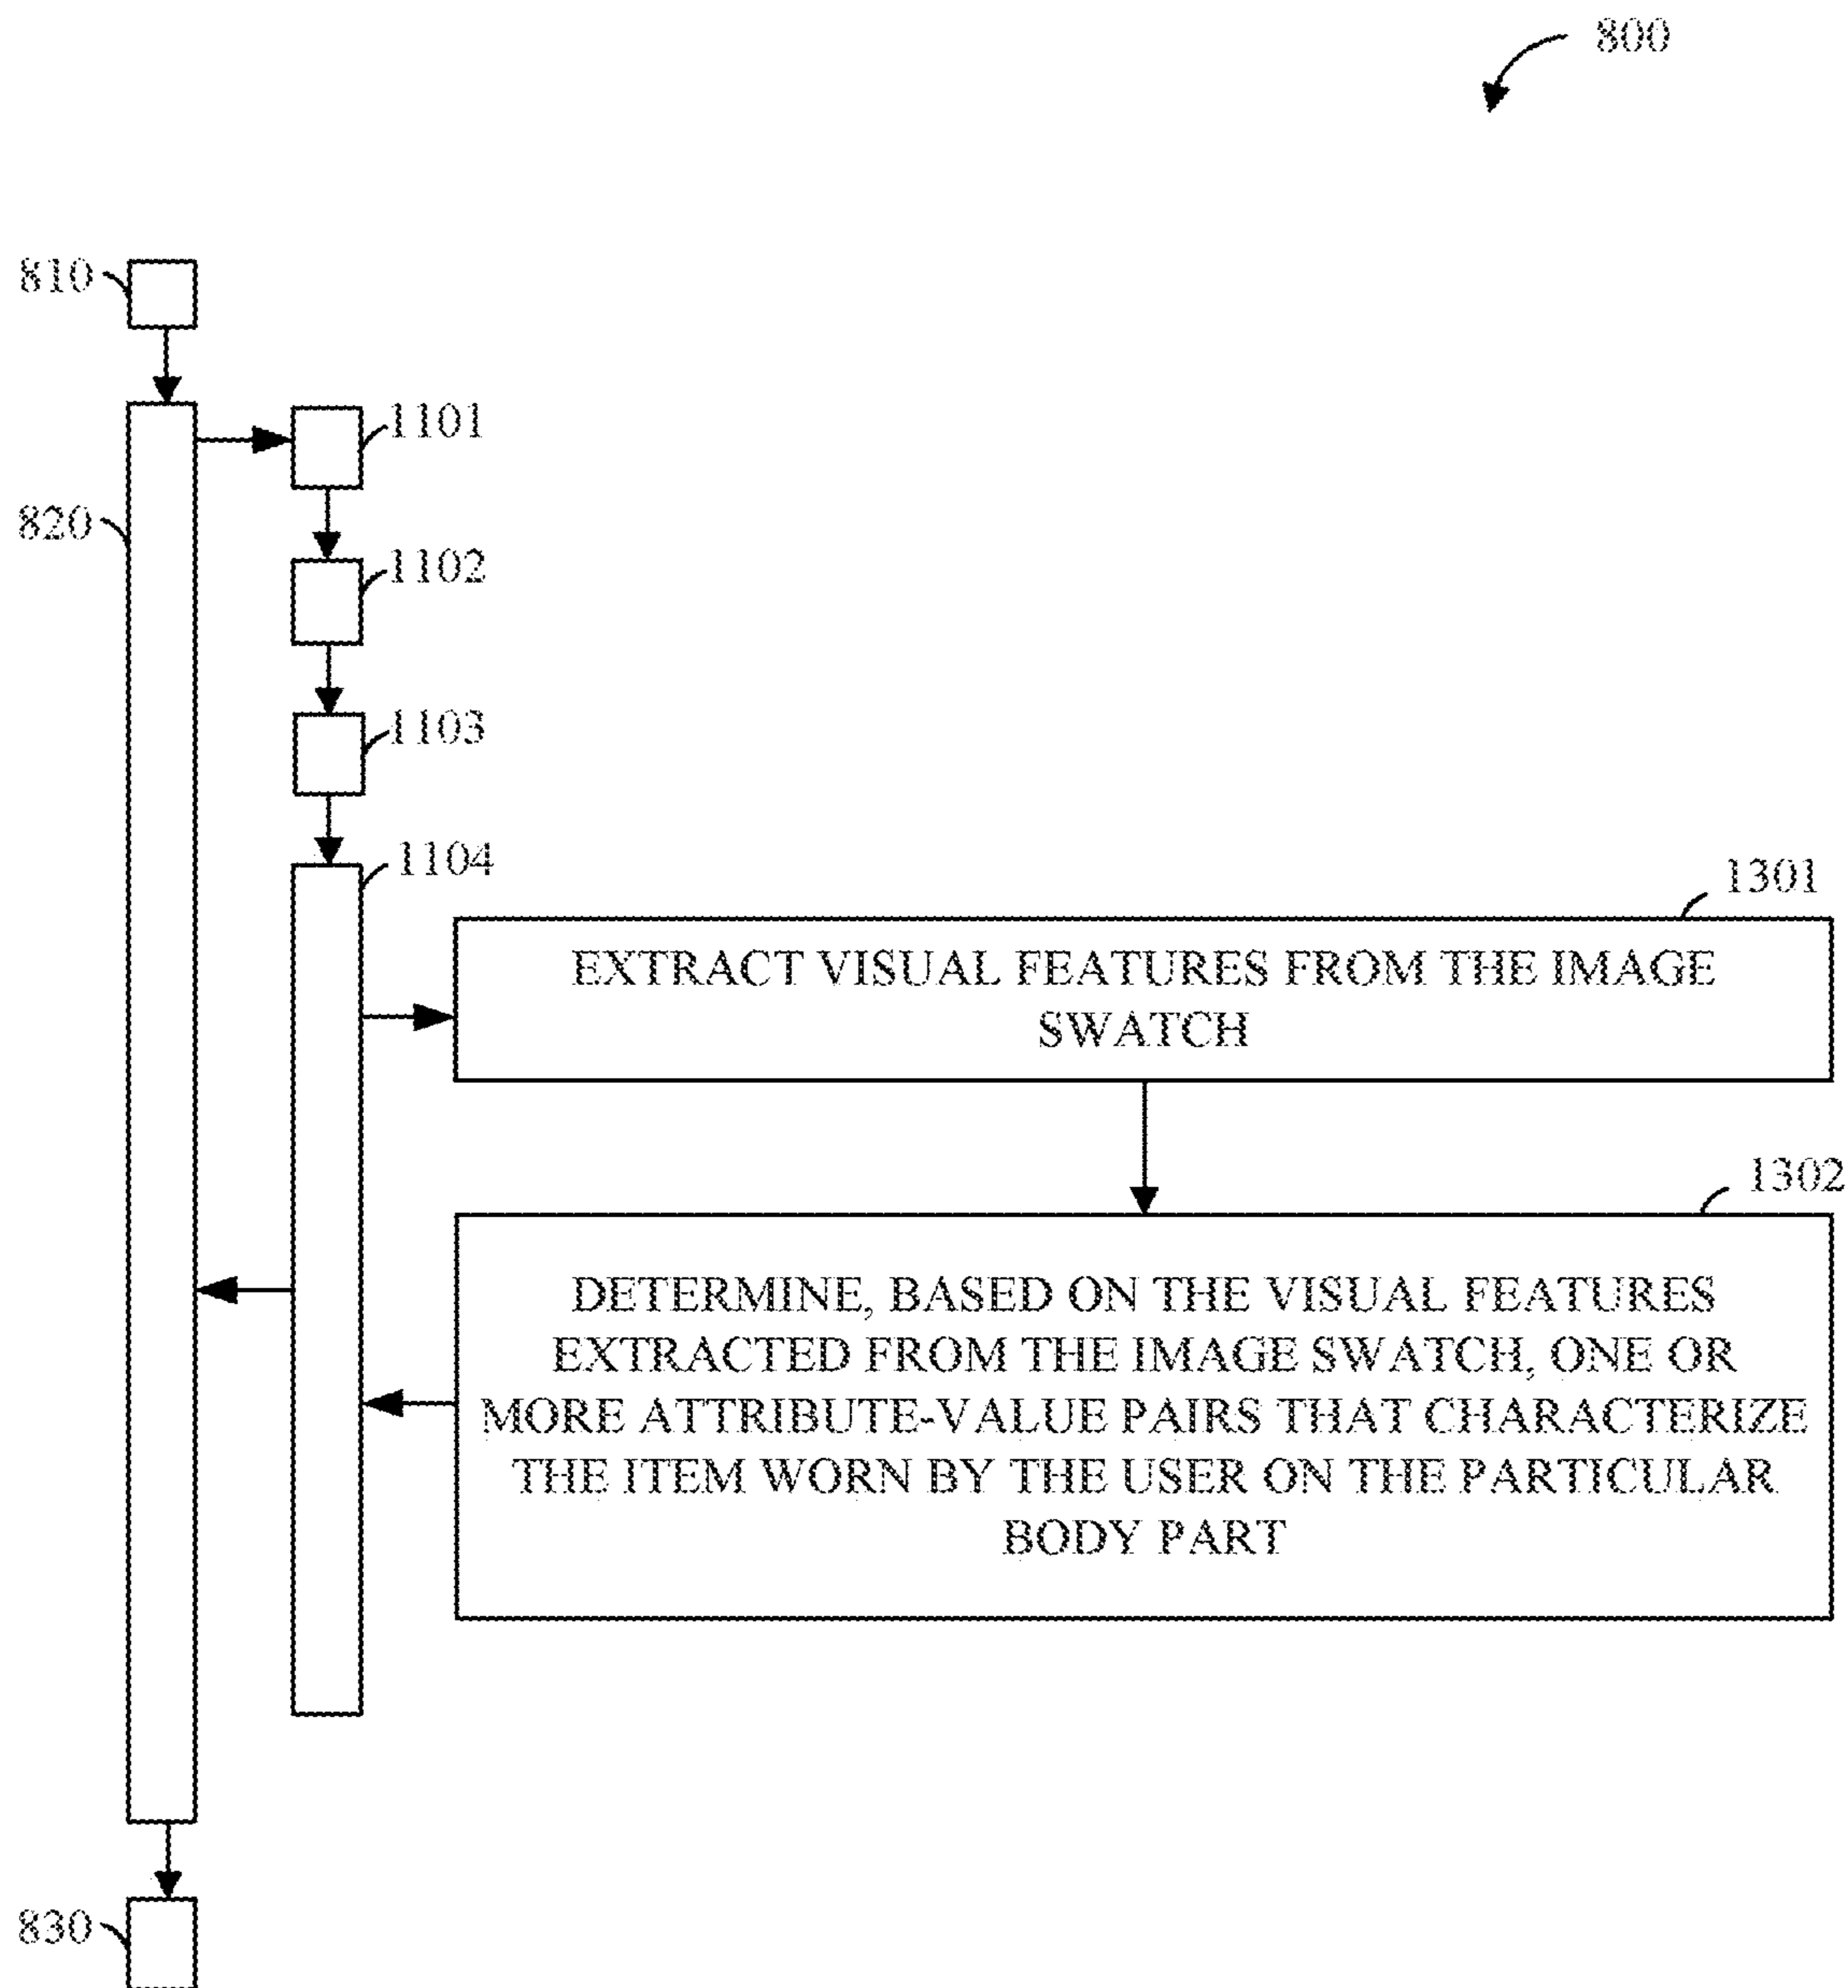 800
810
1101
820
1102
1103
1104
1301
EXTRACT VISUAL FEATURES FROM THE IMAGE
SWATCH
1302
DETERMINE, BASED ON THE VISUAL FEATURES
EXTRACTED FROM THE IMAGE SWATCH, ONE OR
MORE ATTRIBUTE-VALUE PAIRS THAT CHARACTERIZE
THE ITEM WORN BY THE USER ON THE PARTICULAR
BODY PART
830